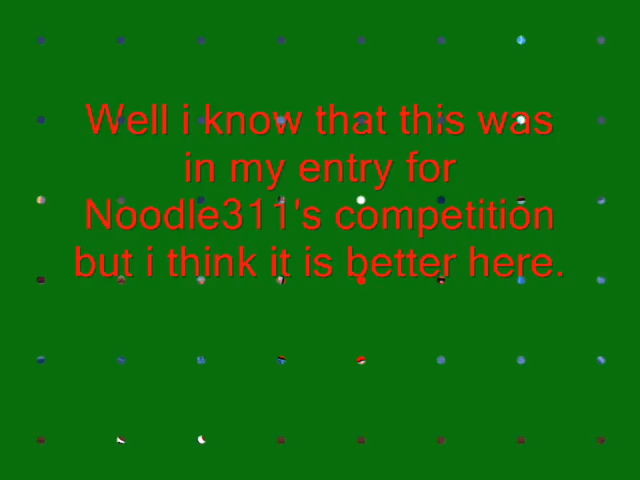 Well i know that this was
in my entry for
Noodle311's competition
but i think it is better here.